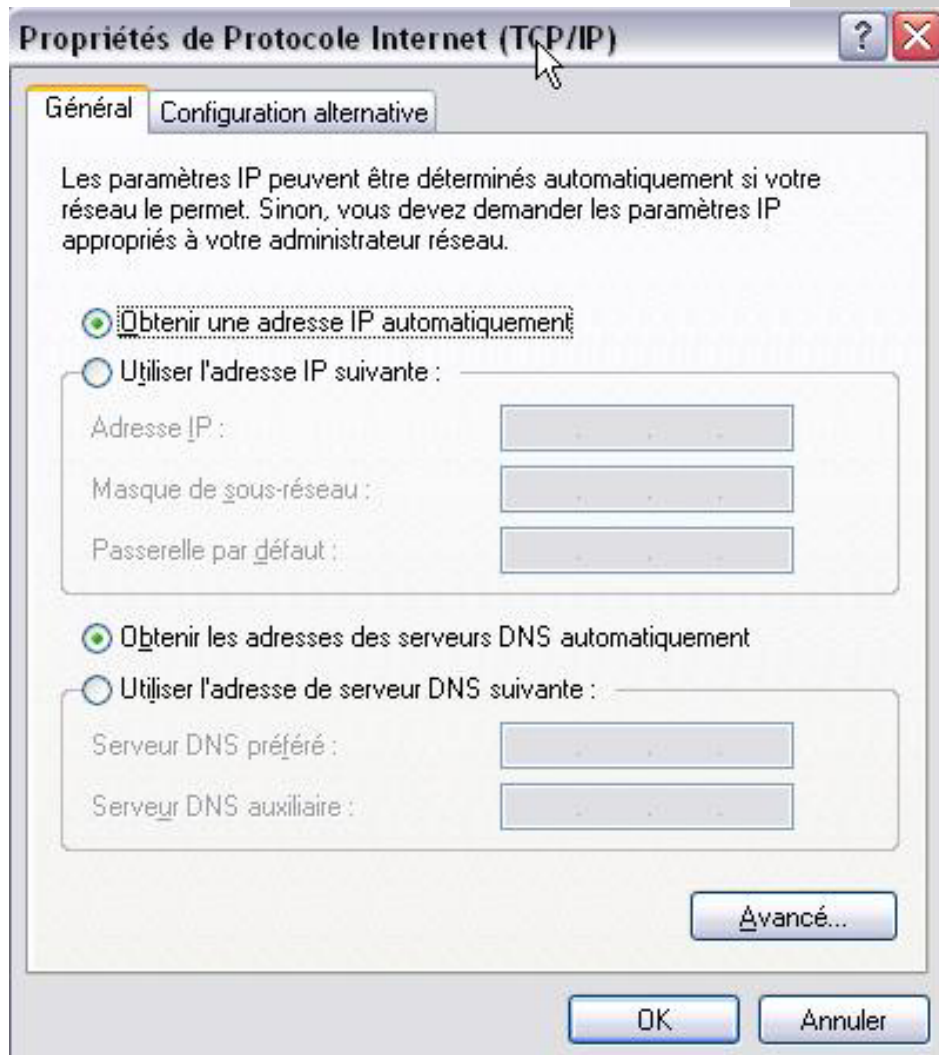 Propriétés de Protocole Internet (TCP/IP)
Général
Configuration alternative
Les paramètres IP peuvent être déterminés automatiquement si votre
réseau le permet. Sinon, vous devez demander les paramètres IP
appropriés à votre administrateur réseau.
Obtenir une adresse IP automatiquement
Utiliser l'adresse IP suivante :
Adresse IP :
Masque de sous-réseau :
Passerelle par défaut :
Obtenir les adresses des serveurs DNS automatiquement
Utiliser l'adresse de serveur DNS suivante :
Serveur DNS préféré :
Serveur DNS auxiliaire :
Avancé...
OK
Annuler